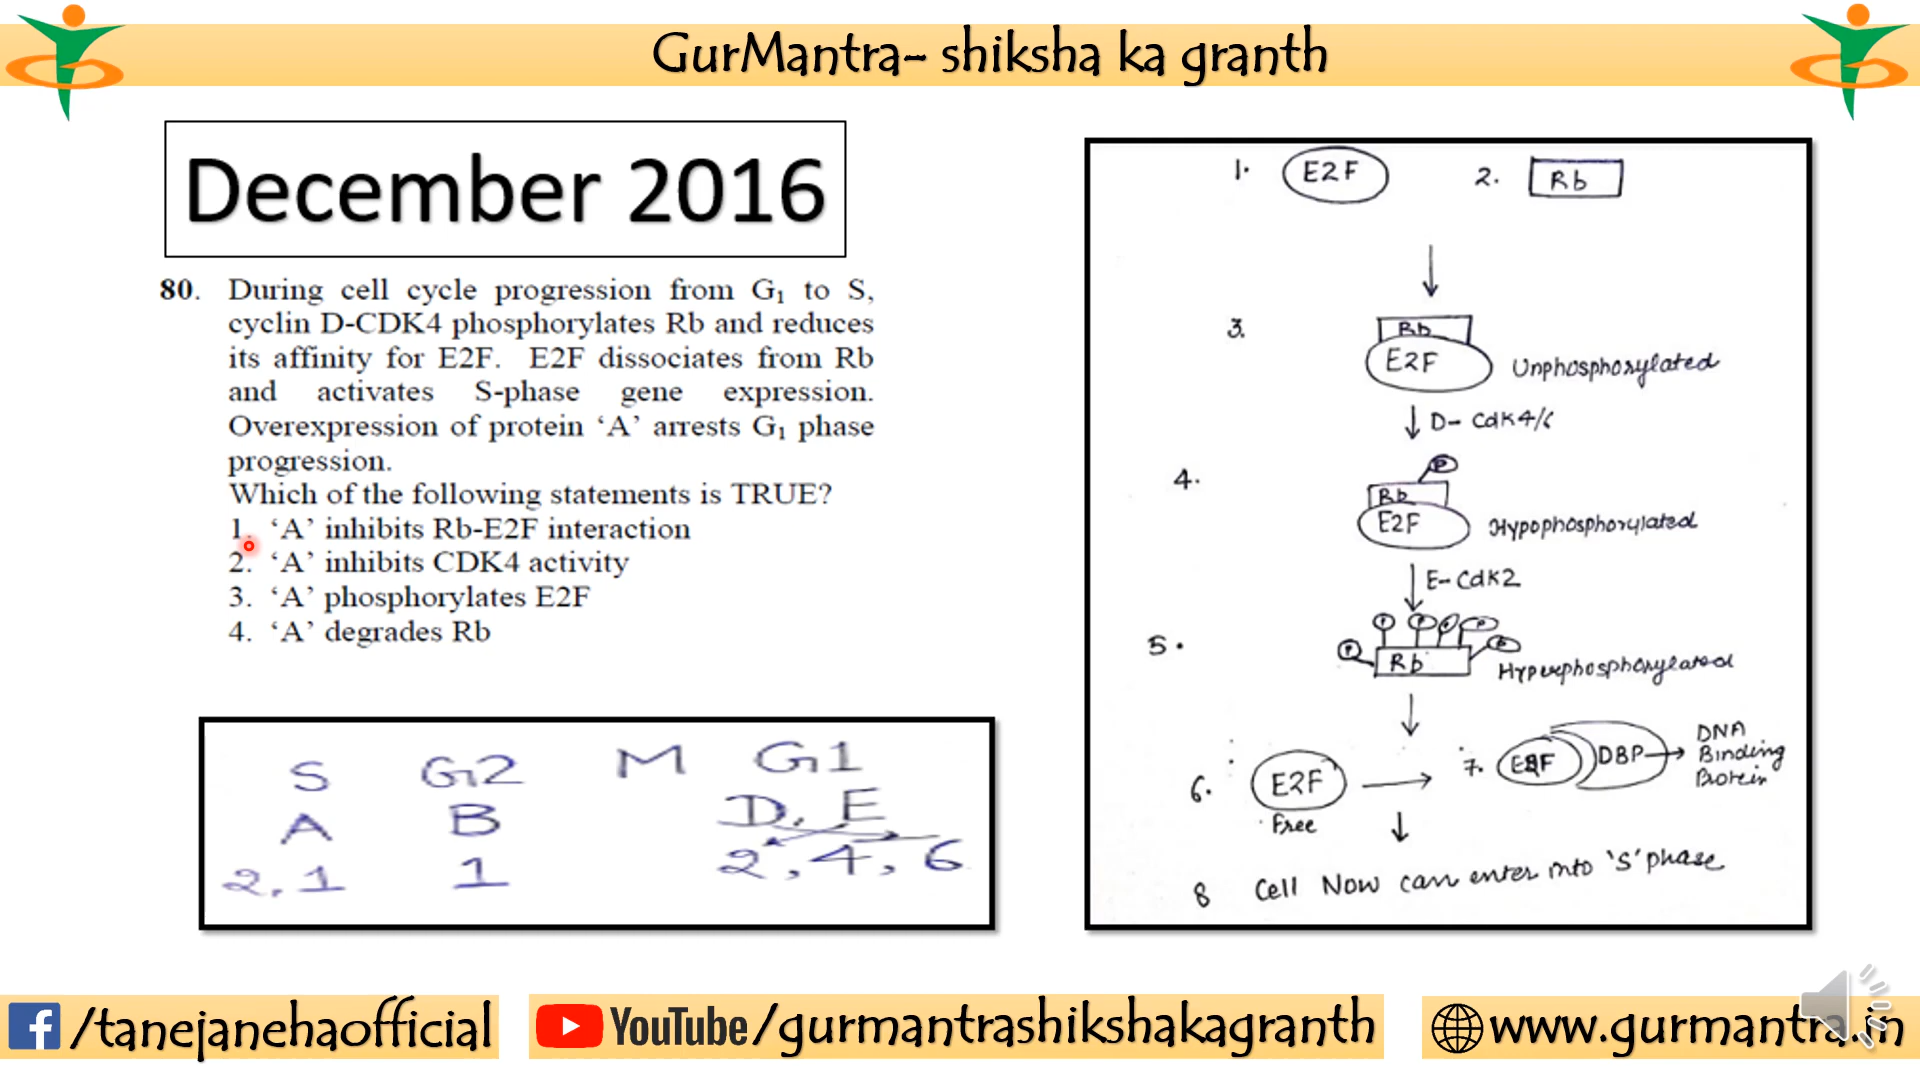 GurMantra- shiksha ka granth
December 2016
80. During cell cycle progression from G₁ to S,
cyclin D-CDK4 phosphorylates Rb and reduces
its affinity for E2F. E2F dissociates from Rb
and activates S-phase gene expression.
Overexpression of protein ‘A’ arrests G₁ phase
progression.
Which of the following statements is TRUE?
1. ‘A’ inhibits Rb-E2F interaction
2. ‘A’ inhibits CDK4 activity
3. ‘A’ phosphorylates E2F
4. ‘A’ degrades Rb
S G2 M G1
A B D, E
2, 1 1 2, 4, 6
1. E2F 2. Rb
3. Rb
E2F Unphosphorylated
D- Cdk4/6
P
4. Rb
E2F Hypophosphorylated
E- Cdk2
P P P P
5. P Rb P Hyperphosphorylated
6. E2F 7. E2F DBP DNA
Binding
Protein
Free
8 Cell Now can enter into 'S' phase
/tanejanehaofficial
YouTube/gurmantrashikshakagranth
www.gurmantra.in